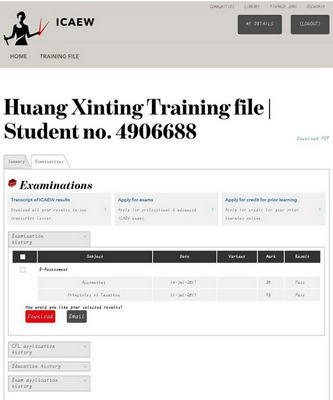 COMMUNITIES LIBRARY FINANCE JOBS ECONOMIA
ICAEW
MY DETAILS
(LOGOUT)
HOME TRAINING FILE
Huang Xinting Training file |
Student no. 4906688
Download PDF
Summary Examinations
Examinations
Transcript of ICAEW results
Download all your results in one
transcript letter.
Apply for exams
Apply for professional & advanced
ICAEW exams.
Apply for credit for prior learning
Apply for credit for your prior
learning online.
Examination
history
Subject Date Variant Mark Result
E-Assessment
Accounting 14-Jul-2017 Pass
Principles of Taxation 11-Jul-2017 73 Pass
How would you like your selected results?
Download Email
CPL application
history
Education history
Exam application
history